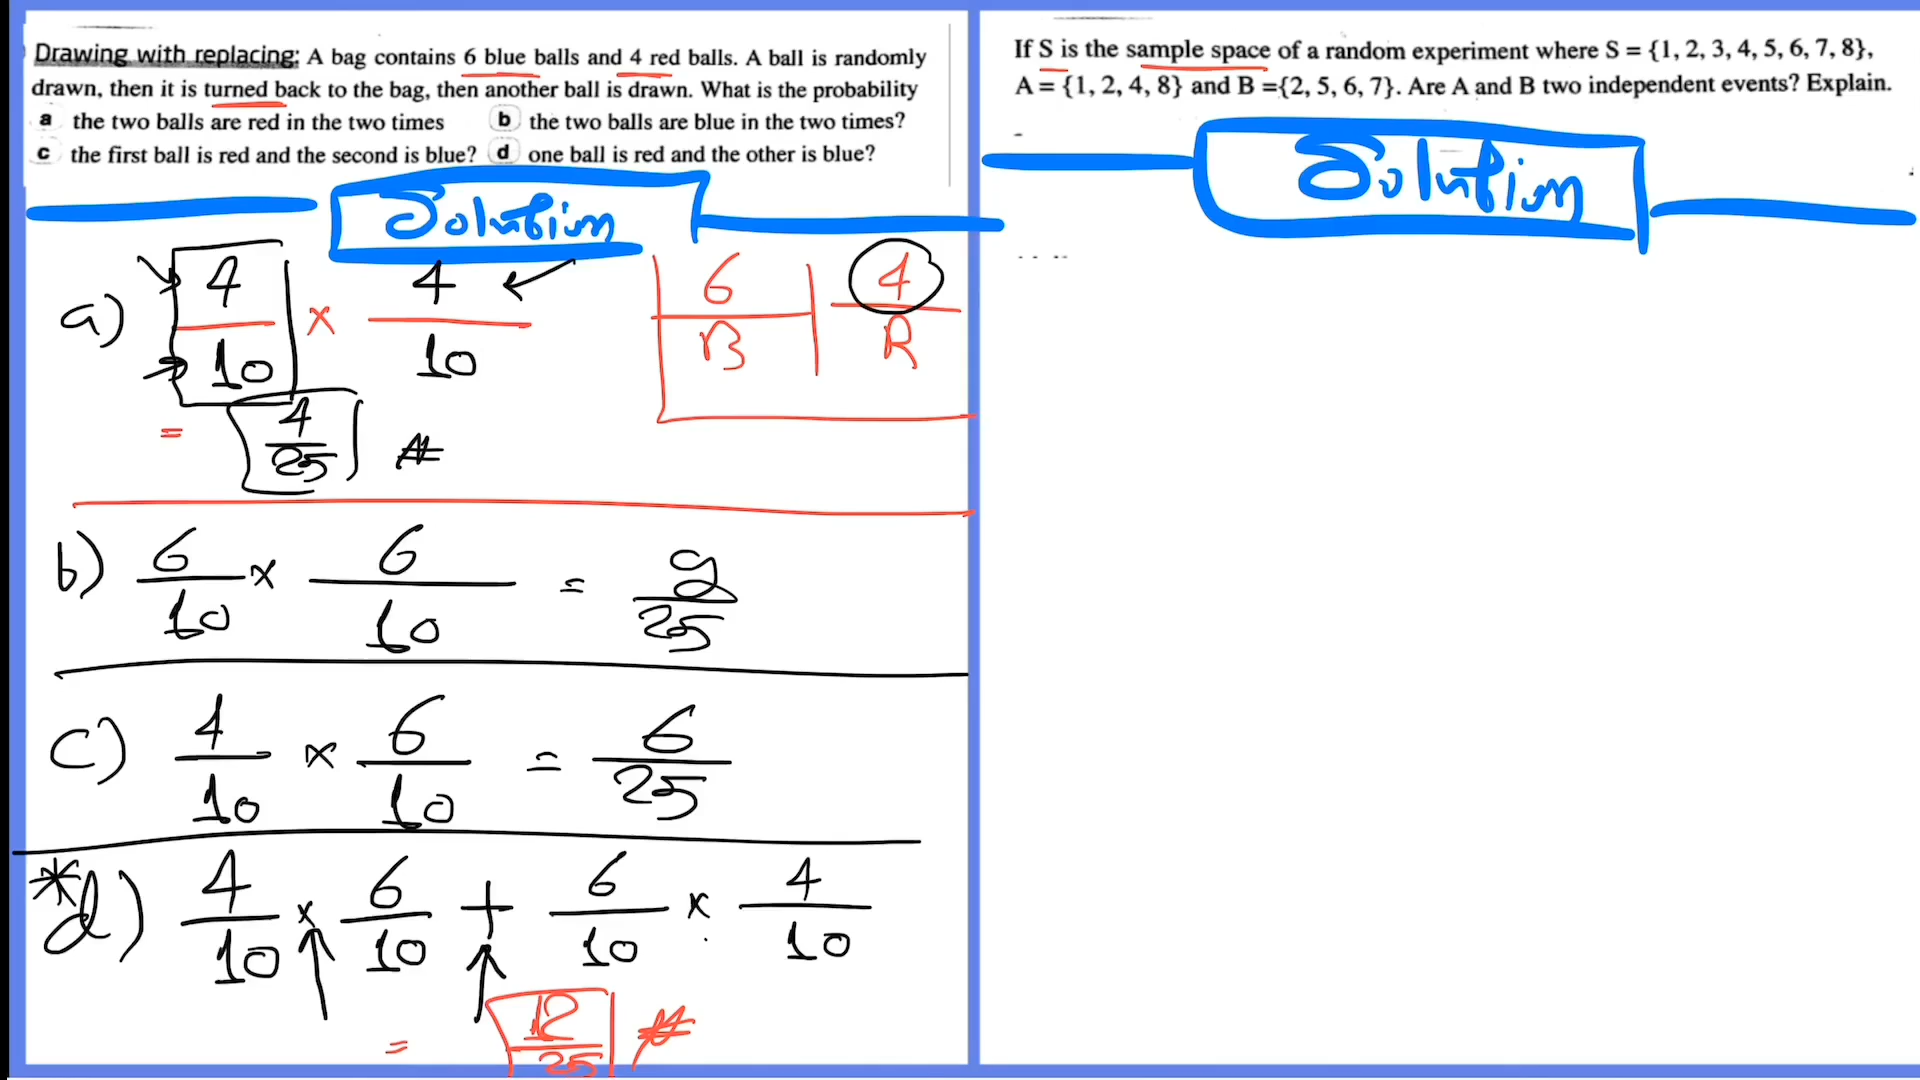 Drawing with replacing: A bag contains 6 blue balls and 4 red balls. A ball is randomly
drawn, then it is turned back to the bag, then another ball is drawn. What is the probability
a the two balls are red in the two times b the two balls are blue in the two times?
c the first ball is red and the second is blue? d one ball is red and the other is blue?
Solution
a) 4/10 × 4/10
6 B | 4 R
= 4/25 #
b) 6/10 × 6/10 = 9/25
c) 4/10 × 6/10 = 6/25
*d) 4/10 × 6/10 + 6/10 × 4/10
= 12/25 #
If S is the sample space of a random experiment where S = {1, 2, 3, 4, 5, 6, 7, 8},
A = {1, 2, 4, 8} and B ={2, 5, 6, 7}. Are A and B two independent events? Explain.
Solution